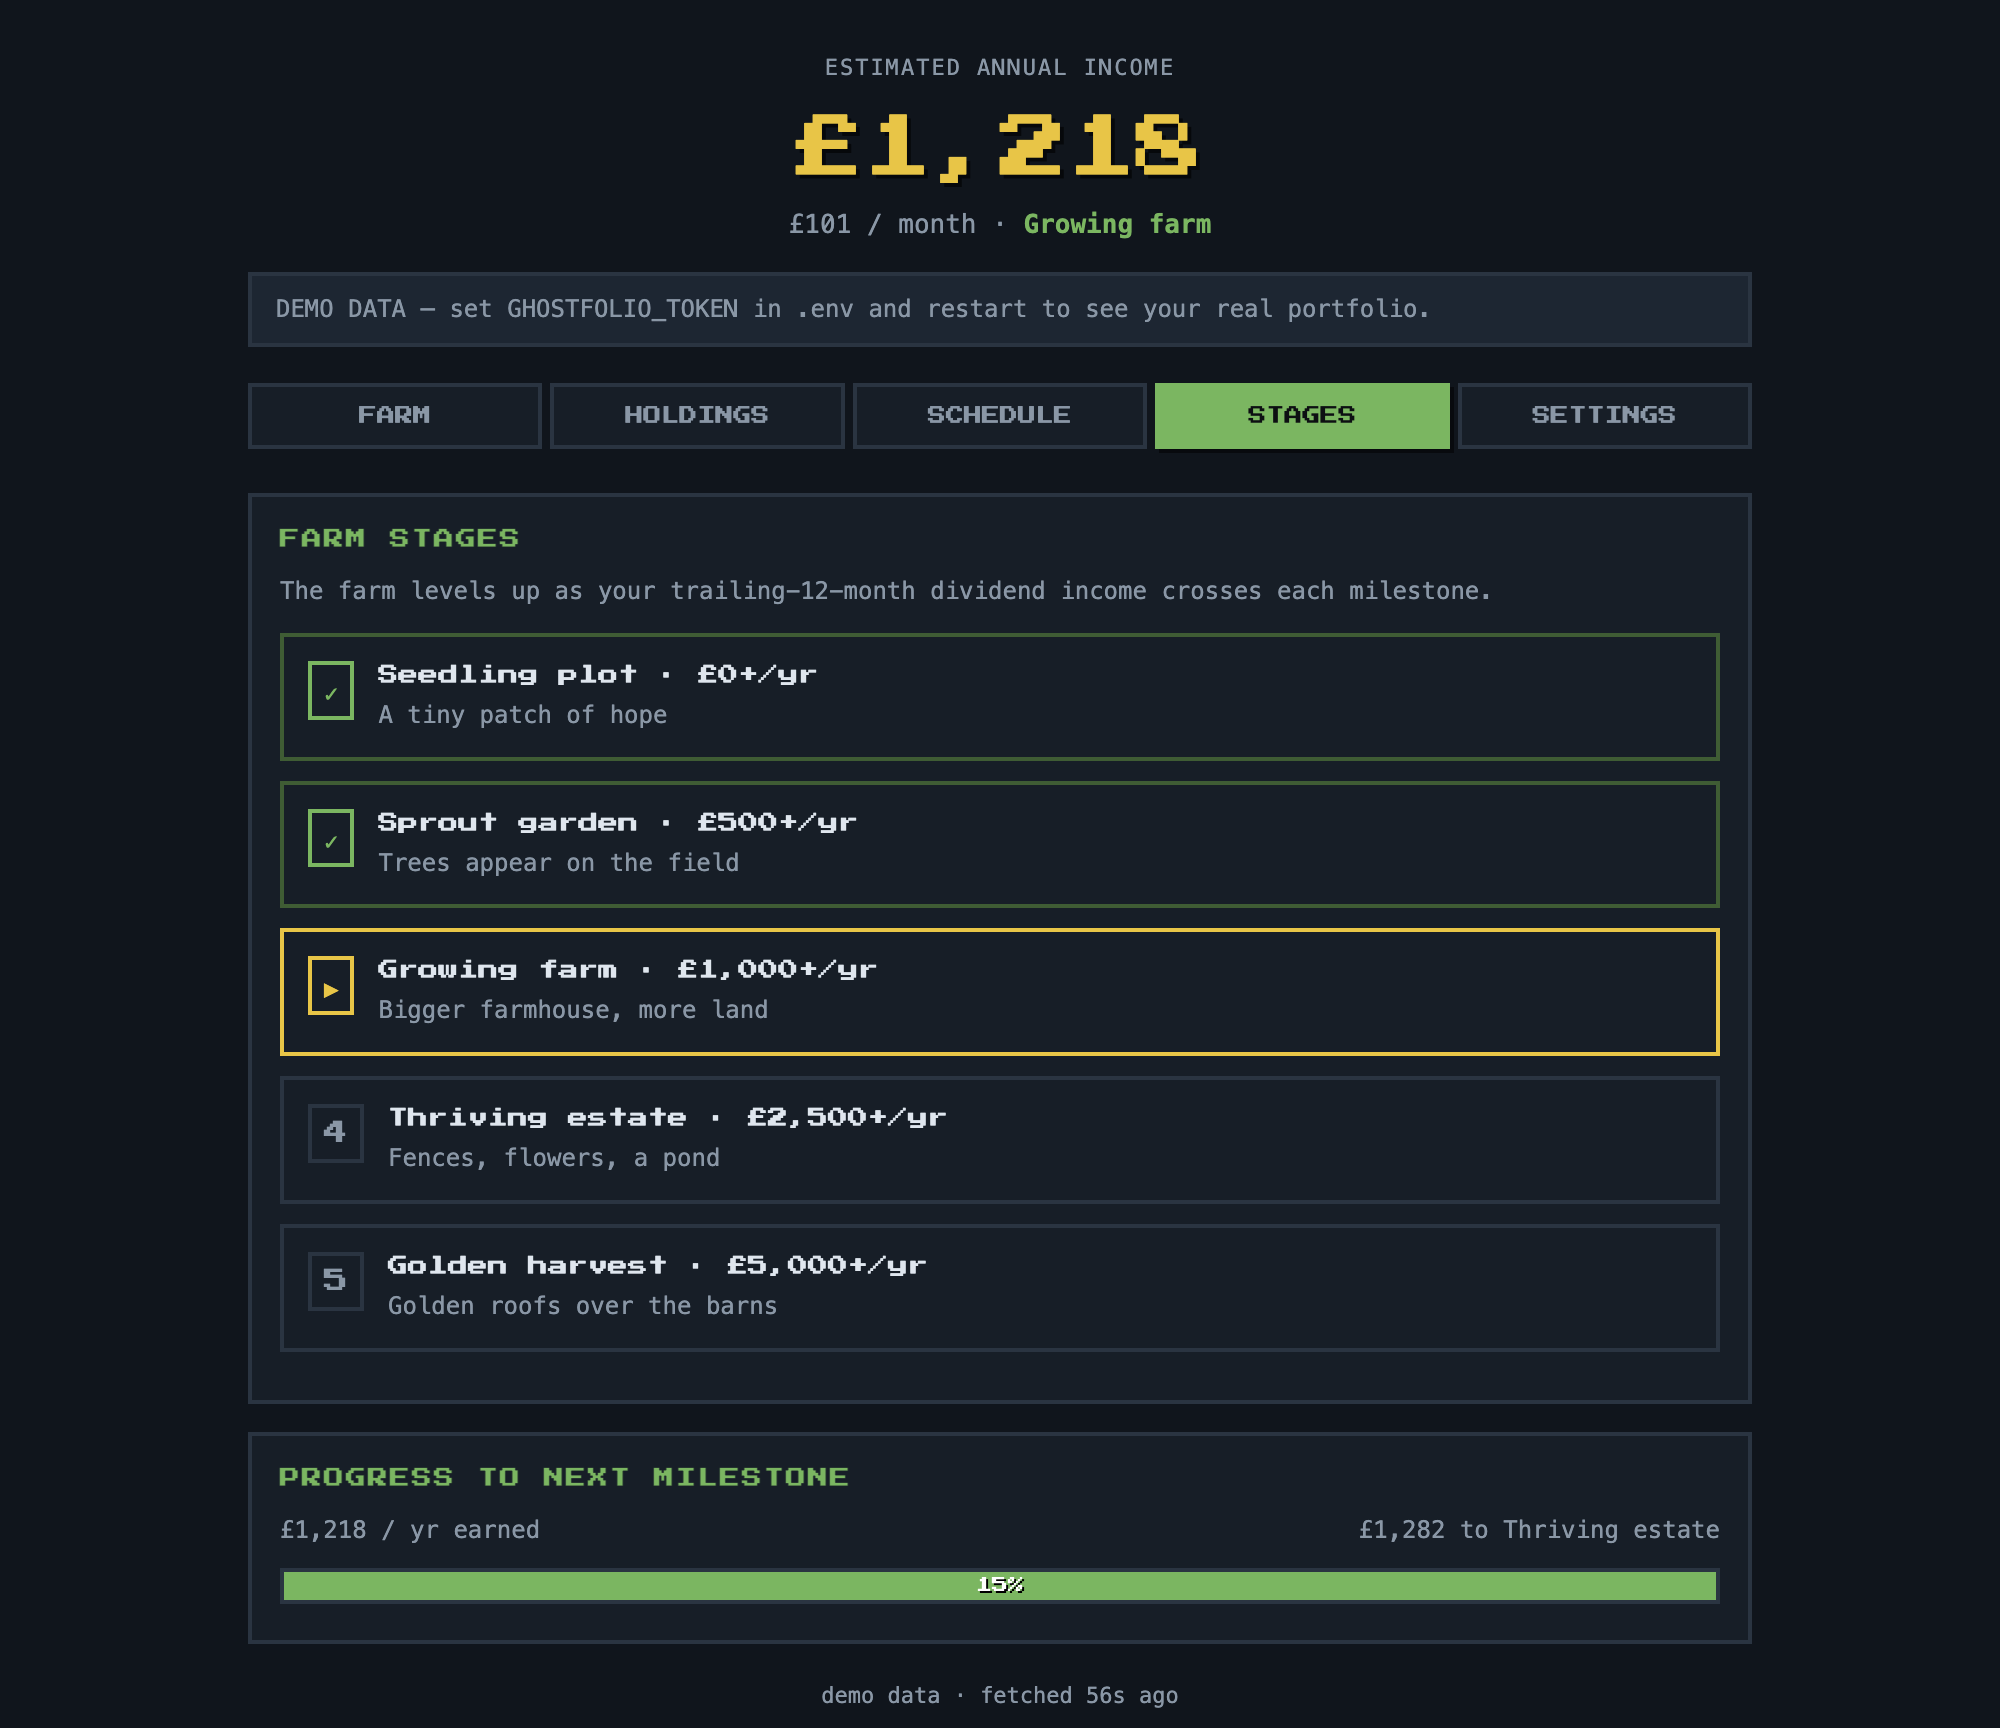 ESTIMATED ANNUAL INCOME
£1,218
£101 / month · Growing farm
DEMO DATA — set GHOSTFOLIO_TOKEN in .env and restart to see your real portfolio.
FARM
HOLDINGS
SCHEDULE
STAGES
SETTINGS
FARM STAGES
The farm levels up as your trailing-12-month dividend income crosses each milestone.
✓ Seedling plot · £0+/yr
A tiny patch of hope
✓ Sprout garden · £500+/yr
Trees appear on the field
▶ Growing farm · £1,000+/yr
Bigger farmhouse, more land
4 Thriving estate · £2,500+/yr
Fences, flowers, a pond
5 Golden harvest · £5,000+/yr
Golden roofs over the barns
PROGRESS TO NEXT MILESTONE
£1,218 / yr earned
£1,282 to Thriving estate
15%
demo data · fetched 56s ago